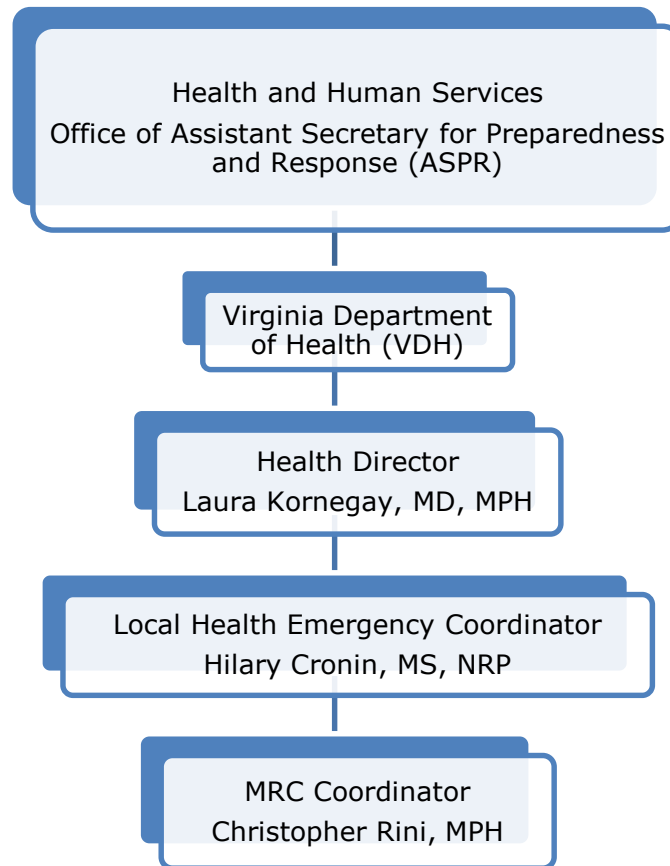 Health and Human Services
Office of Assistant Secretary for Preparedness
and Response (ASPR)
Virginia Department
of Health (VDH)
Health Director
Laura Kornegay, MD, MPH
Local Health Emergency Coordinator
Hilary Cronin, MS, NRP
MRC Coordinator
Christopher Rini, MPH